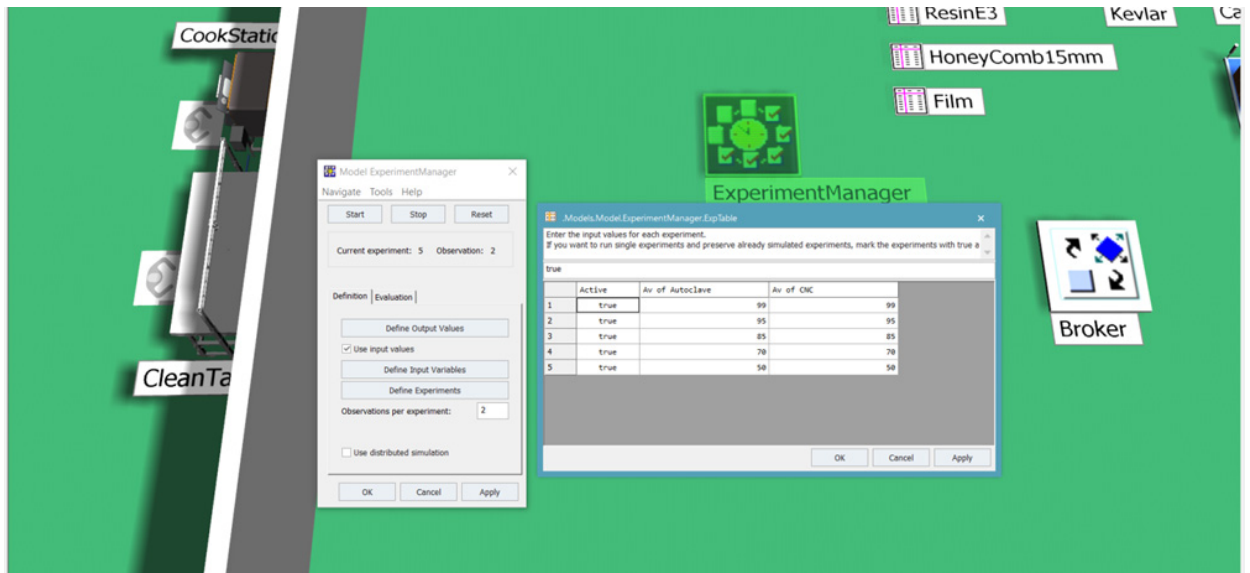 CookStatio
ResinE3
Kevlar
Ca
HoneyComb15mm
Film
ExperimentManager
Broker
CleanTa
Model ExperimentManager
Navigate Tools Help
Start Stop Reset
Current experiment: 5 Observation: 2
Definition Evaluation
Define Output Values
Use input values
Define Input Variables
Define Experiments
Observations per experiment: 2
Use distributed simulation
OK Cancel Apply
.Models.Model.ExperimentManager.ExpTable
Enter the input values for each experiment.
If you want to run single experiments and preserve already simulated experiments, mark the experiments with true a
true
Active Av of Autoclave Av of CNC
1 true 99 99
2 true 95 95
3 true 85 85
4 true 70 70
5 true 50 50
OK Cancel Apply